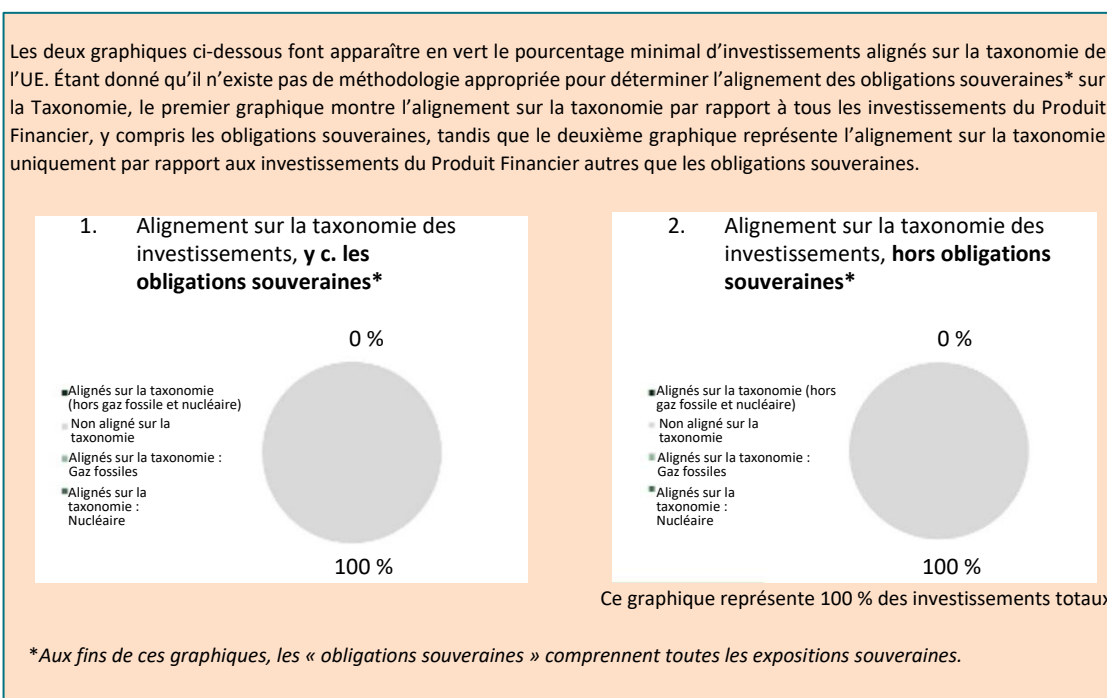 Les deux graphiques ci-dessous font apparaître en vert le pourcentage minimal d’investissements alignés sur la taxonomie de
l’UE. Étant donné qu’il n’existe pas de méthodologie appropriée pour déterminer l’alignement des obligations souveraines* sur
la Taxonomie, le premier graphique montre l’alignement sur la taxonomie par rapport à tous les investissements du Produit
Financier, y compris les obligations souveraines, tandis que le deuxième graphique représente l’alignement sur la taxonomie
uniquement par rapport aux investissements du Produit Financier autres que les obligations souveraines.
1. Alignement sur la taxonomie des
investissements, y c. les
obligations souveraines*
0 %
Alignés sur la taxonomie
(hors gaz fossile et nucléaire)
Non aligné sur la
taxonomie
Alignés sur la taxonomie :
Gaz fossiles
Alignés sur la
taxonomie :
Nucléaire
100 %
2. Alignement sur la taxonomie des
investissements, hors obligations
souveraines*
0 %
Alignés sur la taxonomie (hors
gaz fossile et nucléaire)
Non aligné sur la
taxonomie
Alignés sur la taxonomie :
Gaz fossiles
Alignés sur la
taxonomie :
Nucléaire
100 %
Ce graphique représente 100 % des investissements totaux
*Aux fins de ces graphiques, les « obligations souveraines » comprennent toutes les expositions souveraines.